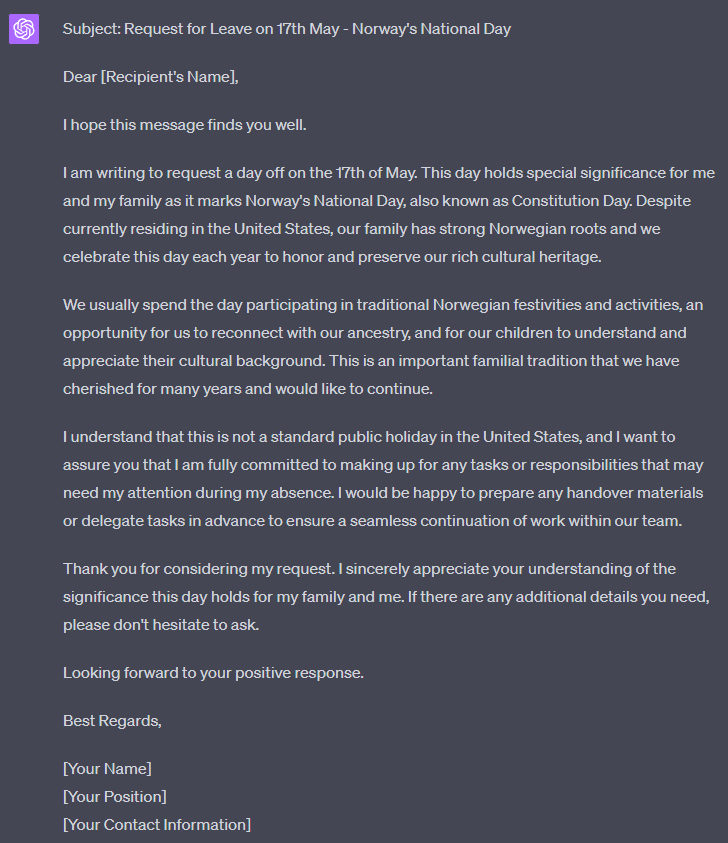 Subject: Request for Leave on 17th May - Norway's National Day
Dear [Recipient's Name],
I hope this message finds you well.
I am writing to request a day off on the 17th of May. This day holds special significance for me
and my family as it marks Norway's National Day, also known as Constitution Day. Despite
currently residing in the United States, our family has strong Norwegian roots and we
celebrate this day each year to honor and preserve our rich cultural heritage.
We usually spend the day participating in traditional Norwegian festivities and activities, an
opportunity for us to reconnect with our ancestry, and for our children to understand and
appreciate their cultural background. This is an important familial tradition that we have
cherished for many years and would like to continue.
I understand that this is not a standard public holiday in the United States, and I want to
assure you that I am fully committed to making up for any tasks or responsibilities that may
need my attention during my absence. I would be happy to prepare any handover materials
or delegate tasks in advance to ensure a seamless continuation of work within our team.
Thank you for considering my request. I sincerely appreciate your understanding of the
significance this day holds for my family and me. If there are any additional details you need,
please don't hesitate to ask.
Looking forward to your positive response.
Best Regards,
[Your Name]
[Your Position]
[Your Contact Information]